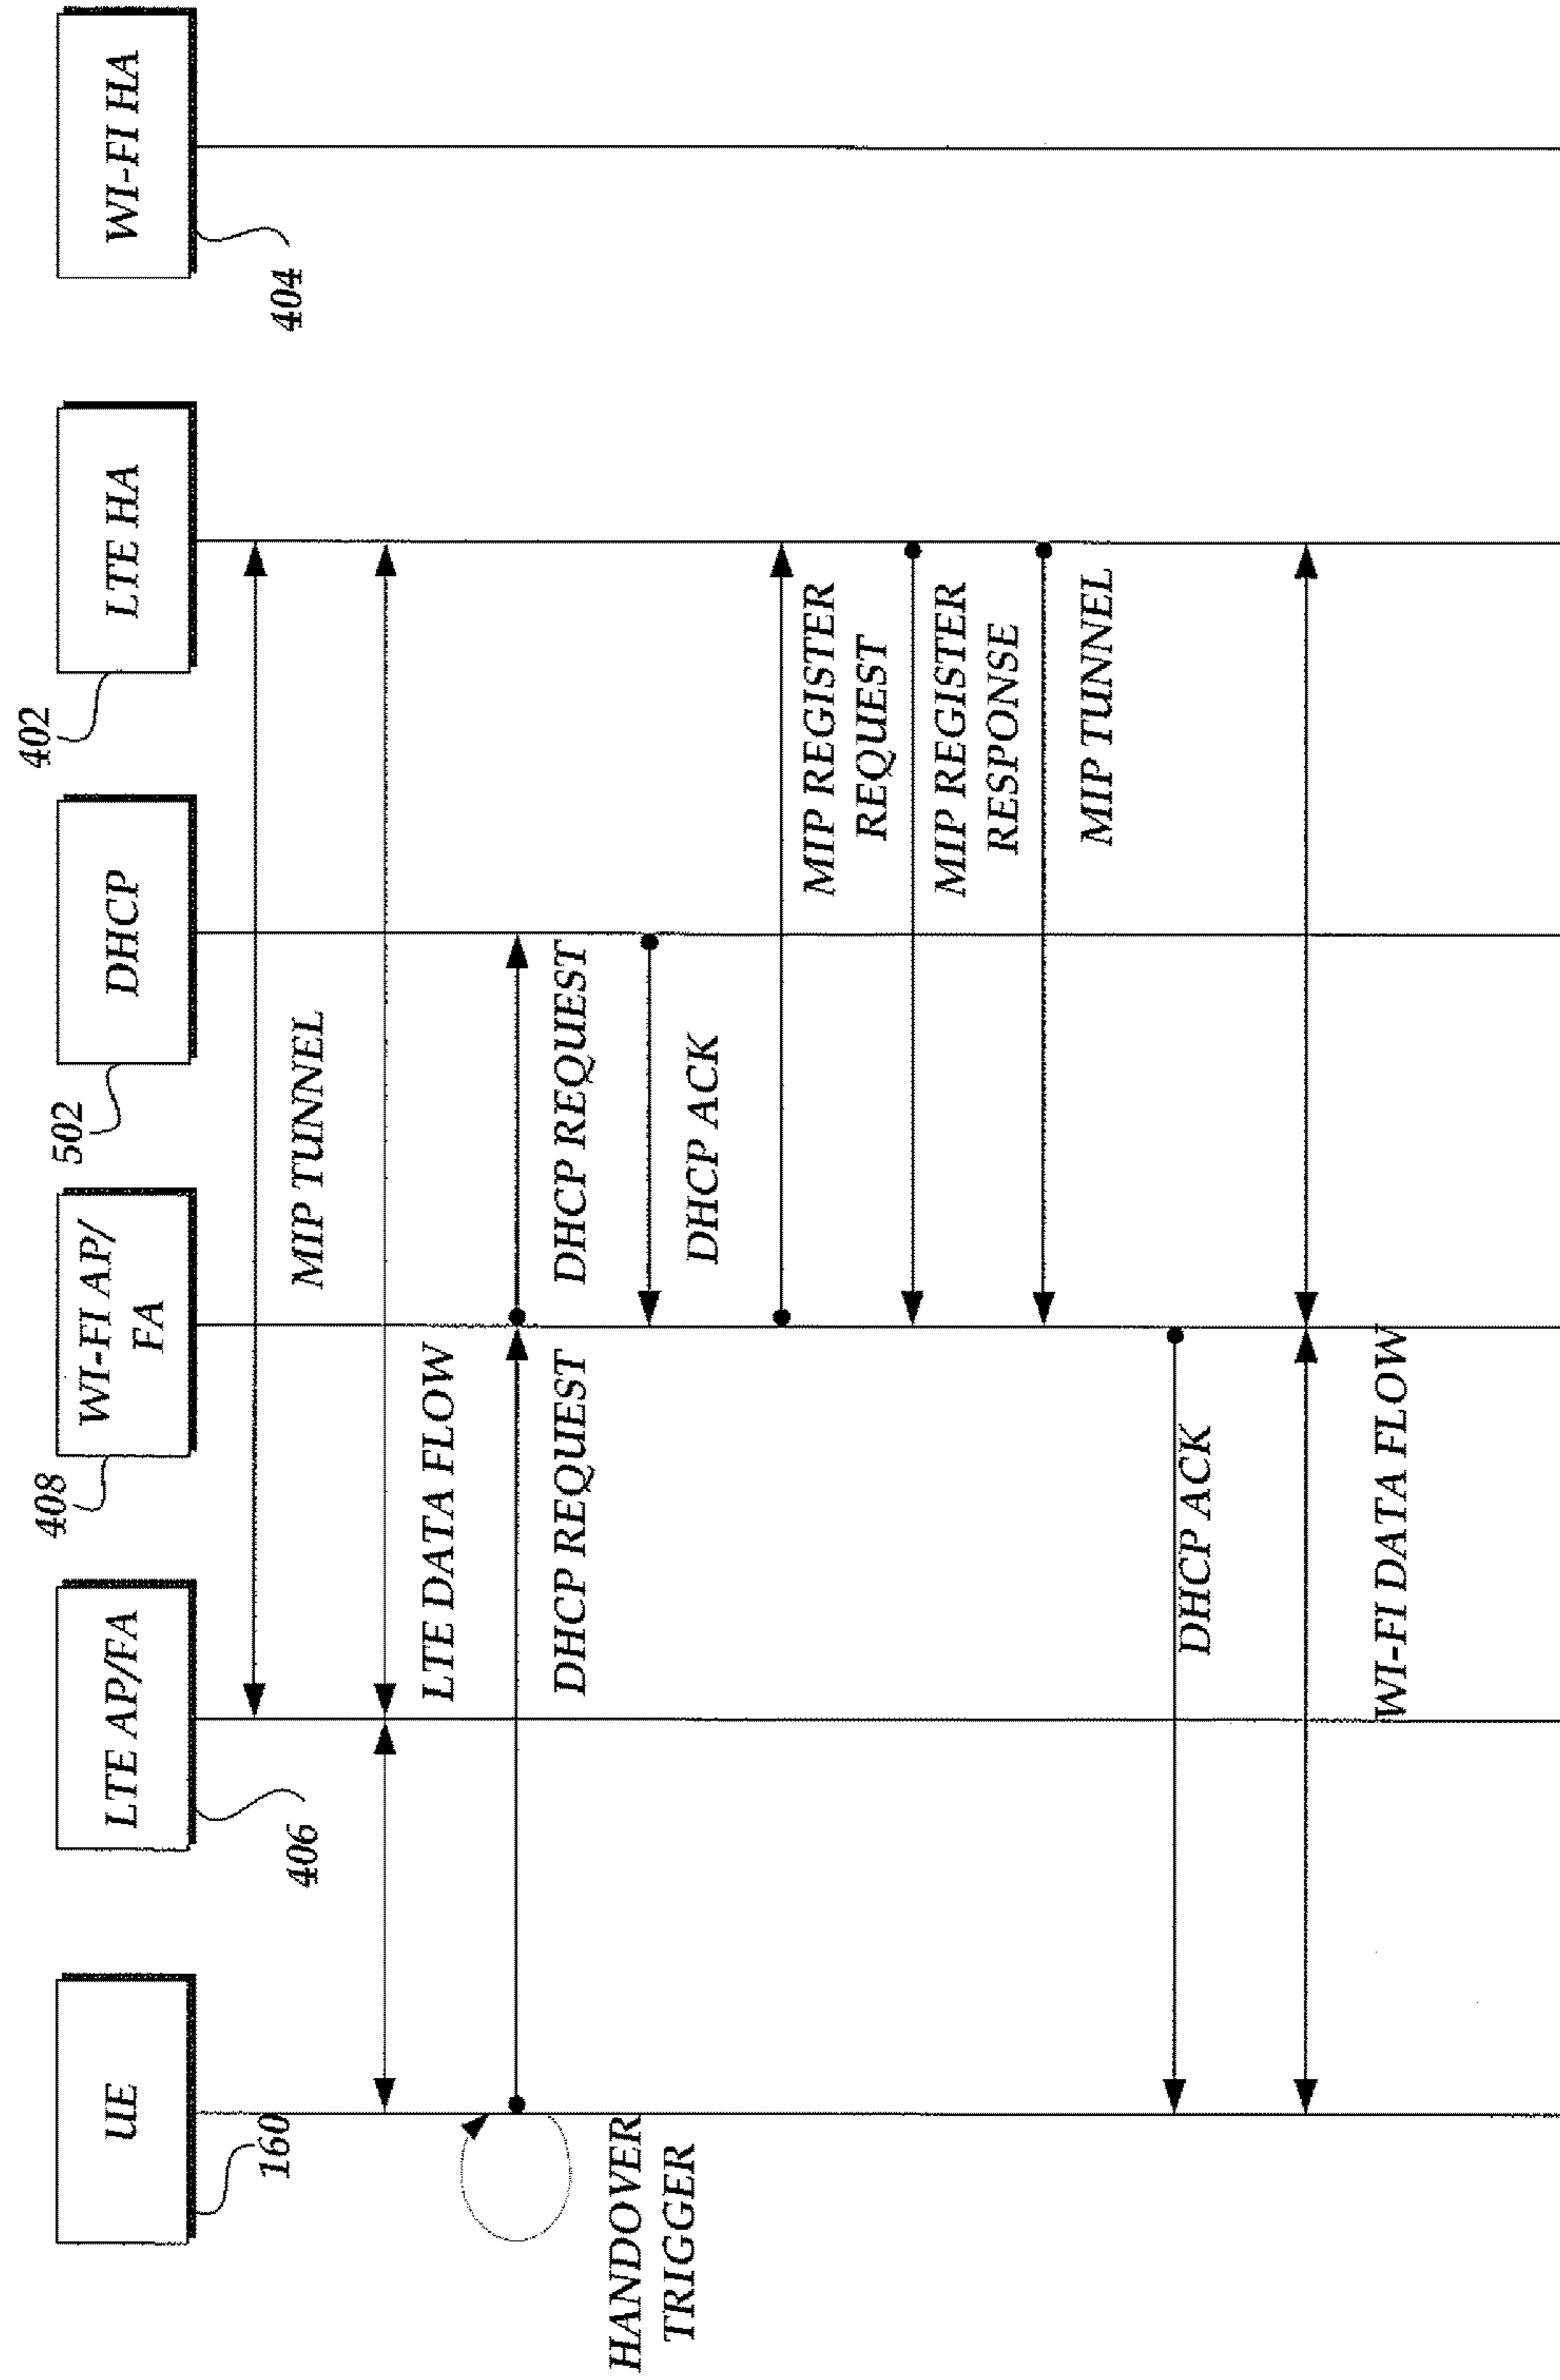 UE
160
LTE AP/FA
406
WI-FI AP/
FA
408
DHCP
502
LTE HA
402
WI-FI HA
404
MIP TUNNEL
LTE DATA FLOW
HANDOVER
TRIGGER
DHCP REQUEST
DHCP REQUEST
DHCP ACK
MIP REGISTER
REQUEST
MIP REGISTER
RESPONSE
MIP TUNNEL
DHCP ACK
WI-FI DATA FLOW